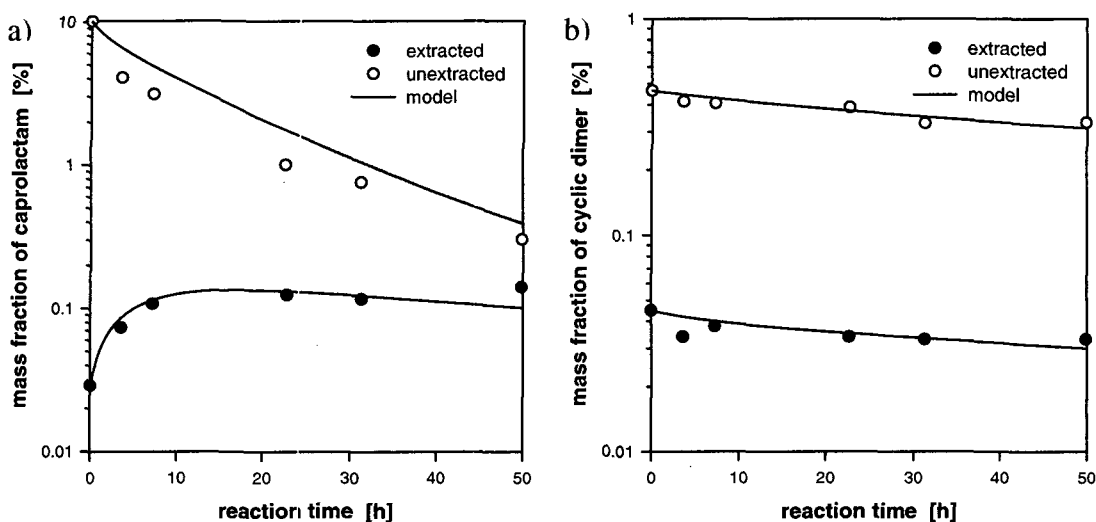 a)
mass fraction of caprolactam [%]
10
1
0.1
0.01
extracted
unextracted
model
0
10
20
30
40
50
reaction time [h]
b)
mass fraction of cyclic dimer [%]
1
0.1
0.01
extracted
unextracted
model
0
10
20
30
40
50
reaction time [h]